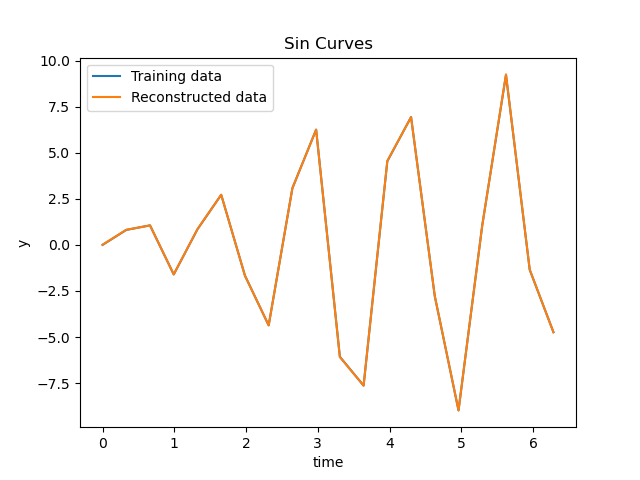 Sin Curves
Training data
Reconstructed data
10.0
7.5
5.0
2.5
0.0
−2.5
−5.0
−7.5
y
0 1 2 3 4 5 6
time